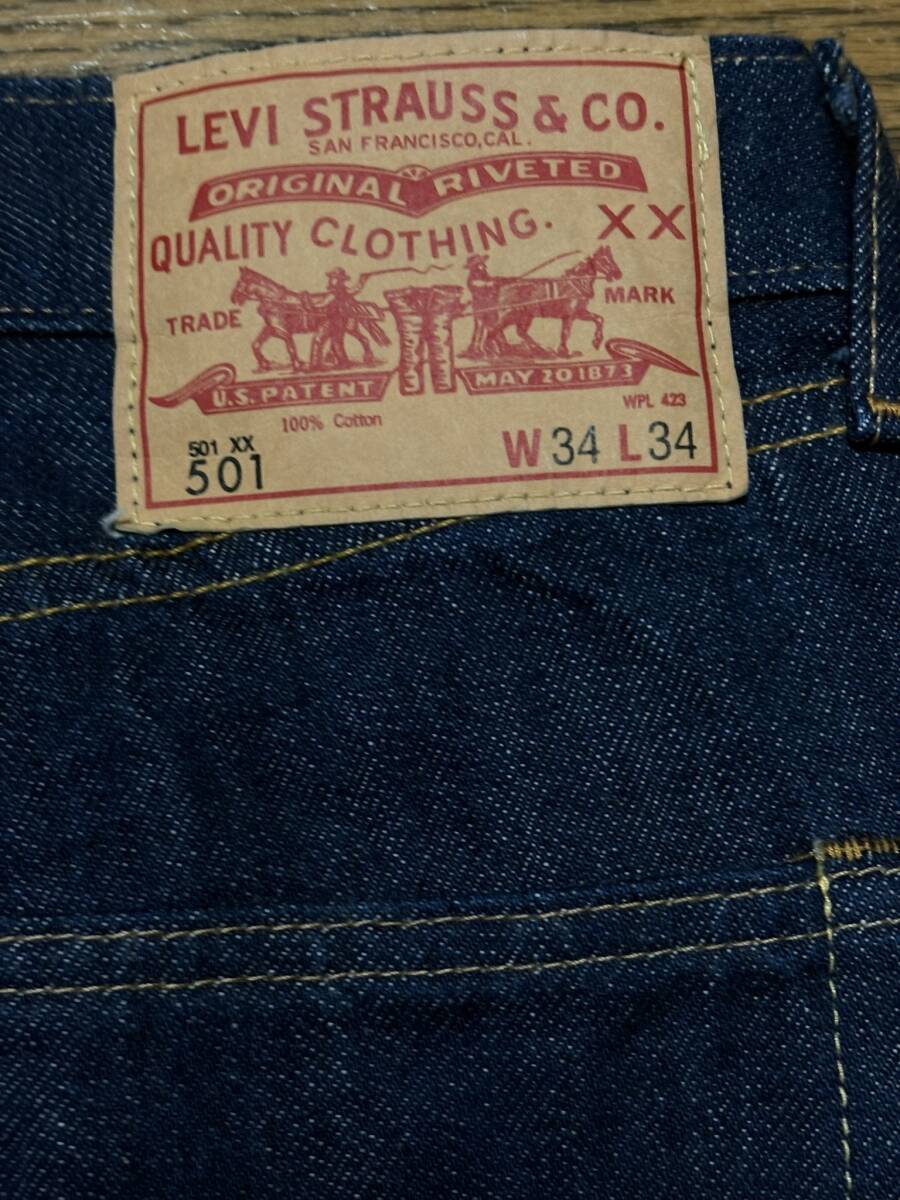 LEVI STRAUSS & CO.
SAN FRANCISCO, CAL.
ORIGINAL RIVETED
QUALITY CLOTHING. XX
TRADE MARK
U.S. PATENT MAY 20 1873
WPL 423
100% Cotton
501 XX
501 W34 L34